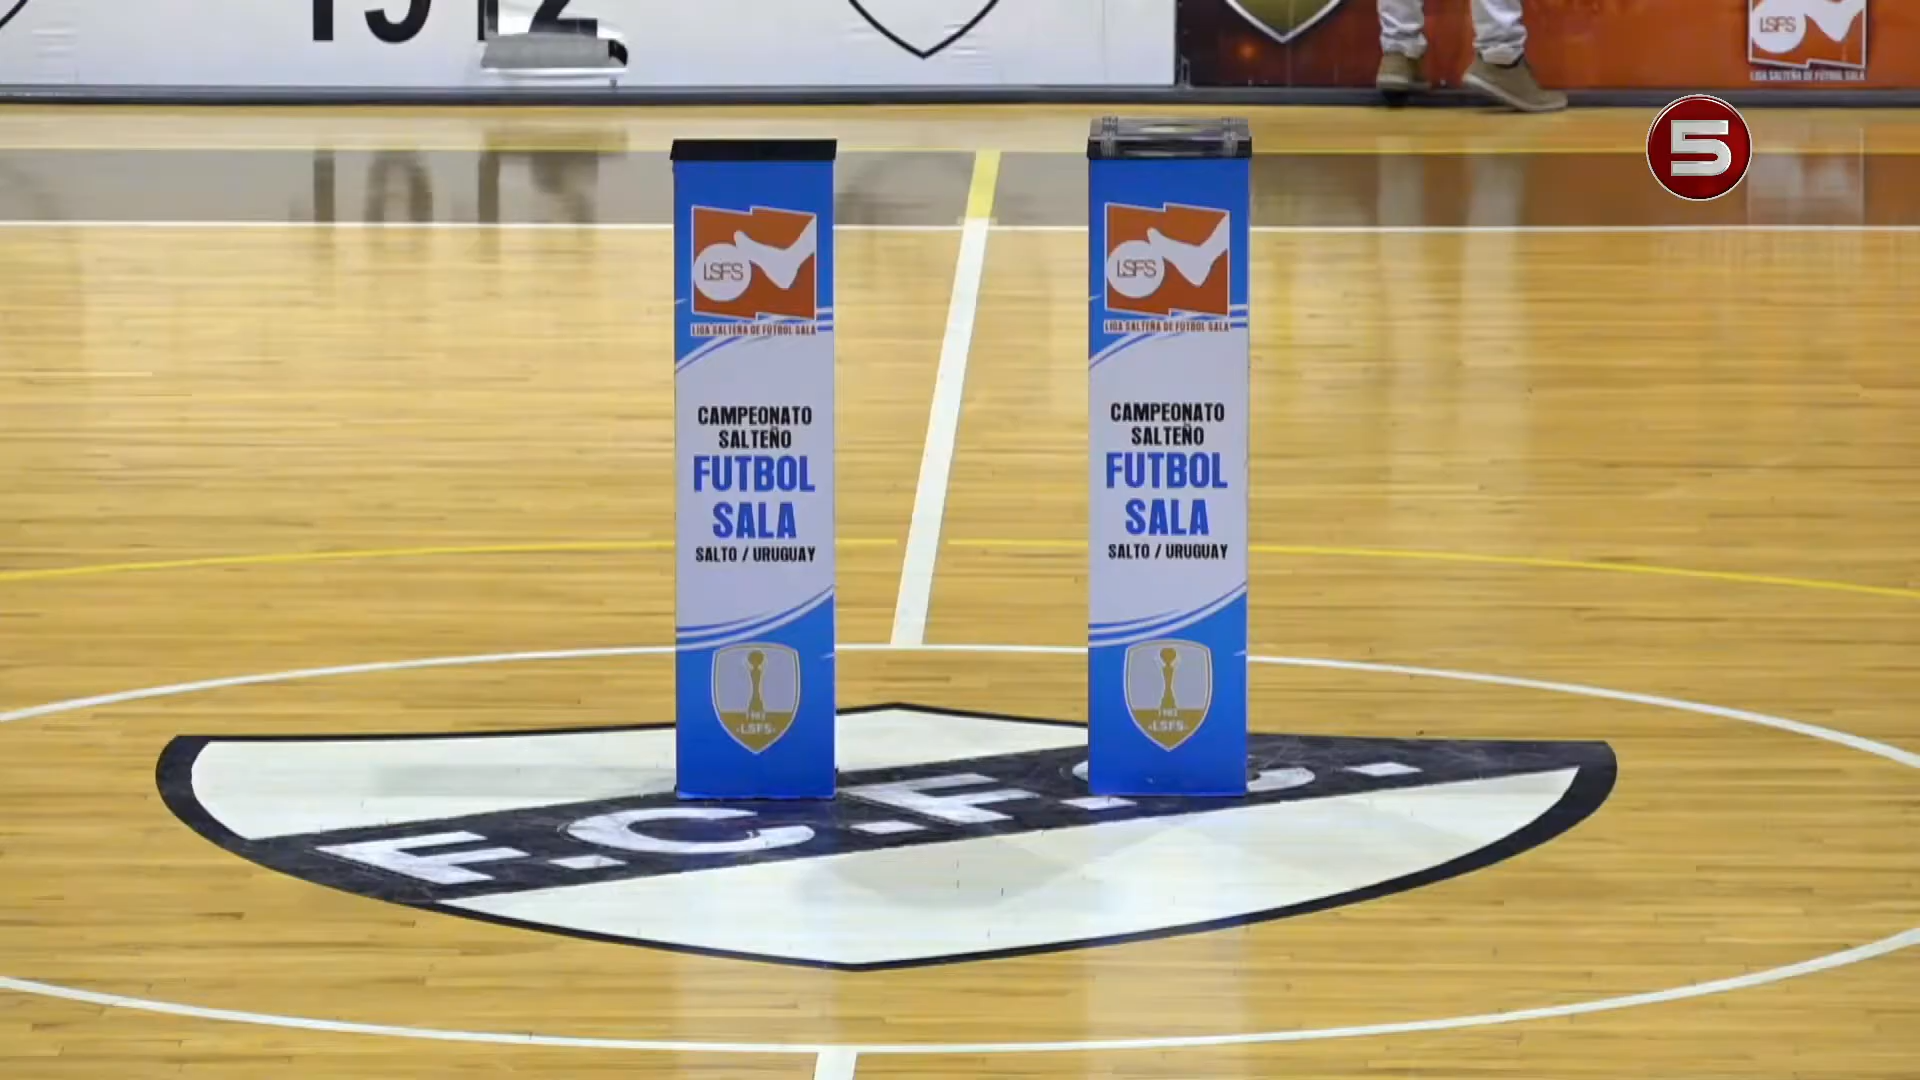 1912
LSFS
LIGA SALTEÑA DE FUTBOL SALA
5
LSFS
LIGA SALTEÑA DE FUTBOL SALA
CAMPEONATO
SALTEÑO
FUTBOL
SALA
SALTO / URUGUAY
LSFS
LSFS
LIGA SALTEÑA DE FUTBOL SALA
CAMPEONATO
SALTEÑO
FUTBOL
SALA
SALTO / URUGUAY
LSFS
F.C.F.C.